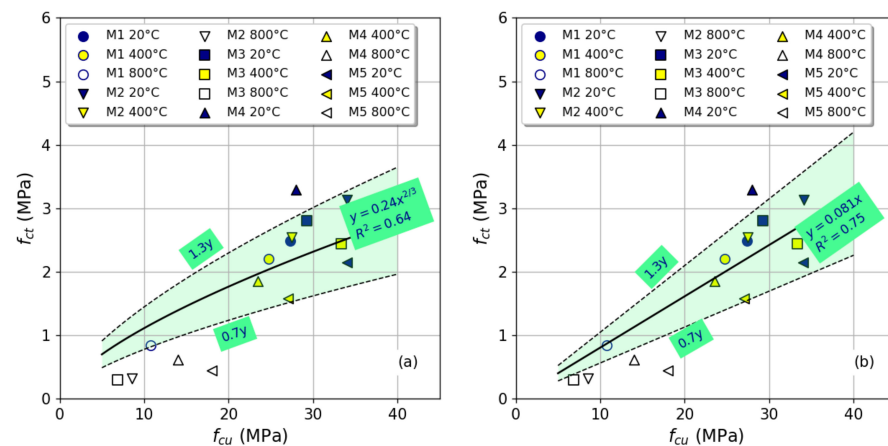 M1 20°C
M1 400°C
M1 800°C
M2 20°C
M2 400°C
M2 800°C
M3 20°C
M3 400°C
M3 800°C
M4 20°C
M4 400°C
M4 800°C
M5 20°C
M5 400°C
M5 800°C
6
5
4
3
2
1
0
f_ct (MPa)
1.3y
y = 0.24x^{2/3}
R² = 0.64
0.7y
(a)
0 10 20 30 40
f_cu (MPa)
M1 20°C
M1 400°C
M1 800°C
M2 20°C
M2 400°C
M2 800°C
M3 20°C
M3 400°C
M3 800°C
M4 20°C
M4 400°C
M4 800°C
M5 20°C
M5 400°C
M5 800°C
6
5
4
3
2
1
0
f_ct (MPa)
1.3y
y = 0.081x
R² = 0.75
0.7y
(b)
0 10 20 30 40
f_cu (MPa)